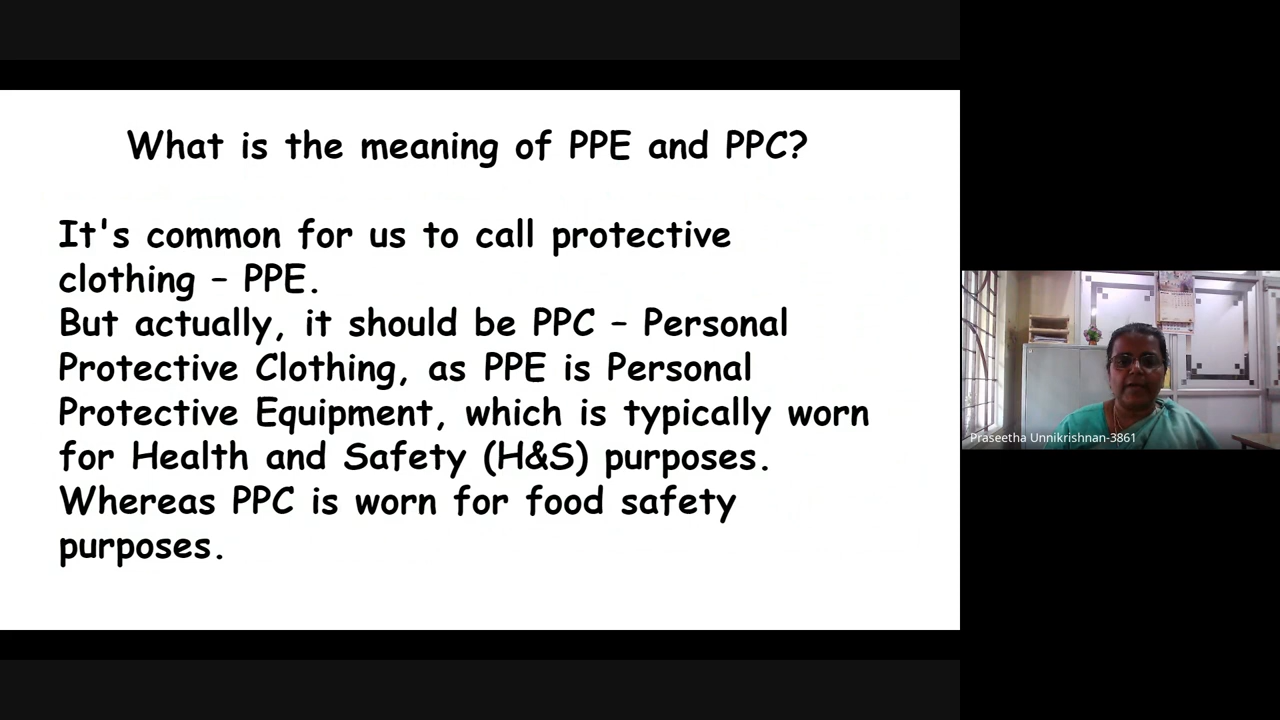 What is the meaning of PPE and PPC?
It's common for us to call protective
clothing – PPE.
But actually, it should be PPC – Personal
Protective Clothing, as PPE is Personal
Protective Equipment, which is typically worn
for Health and Safety (H&S) purposes.
Whereas PPC is worn for food safety
purposes.
Praseetha Unnikrishnan-3861